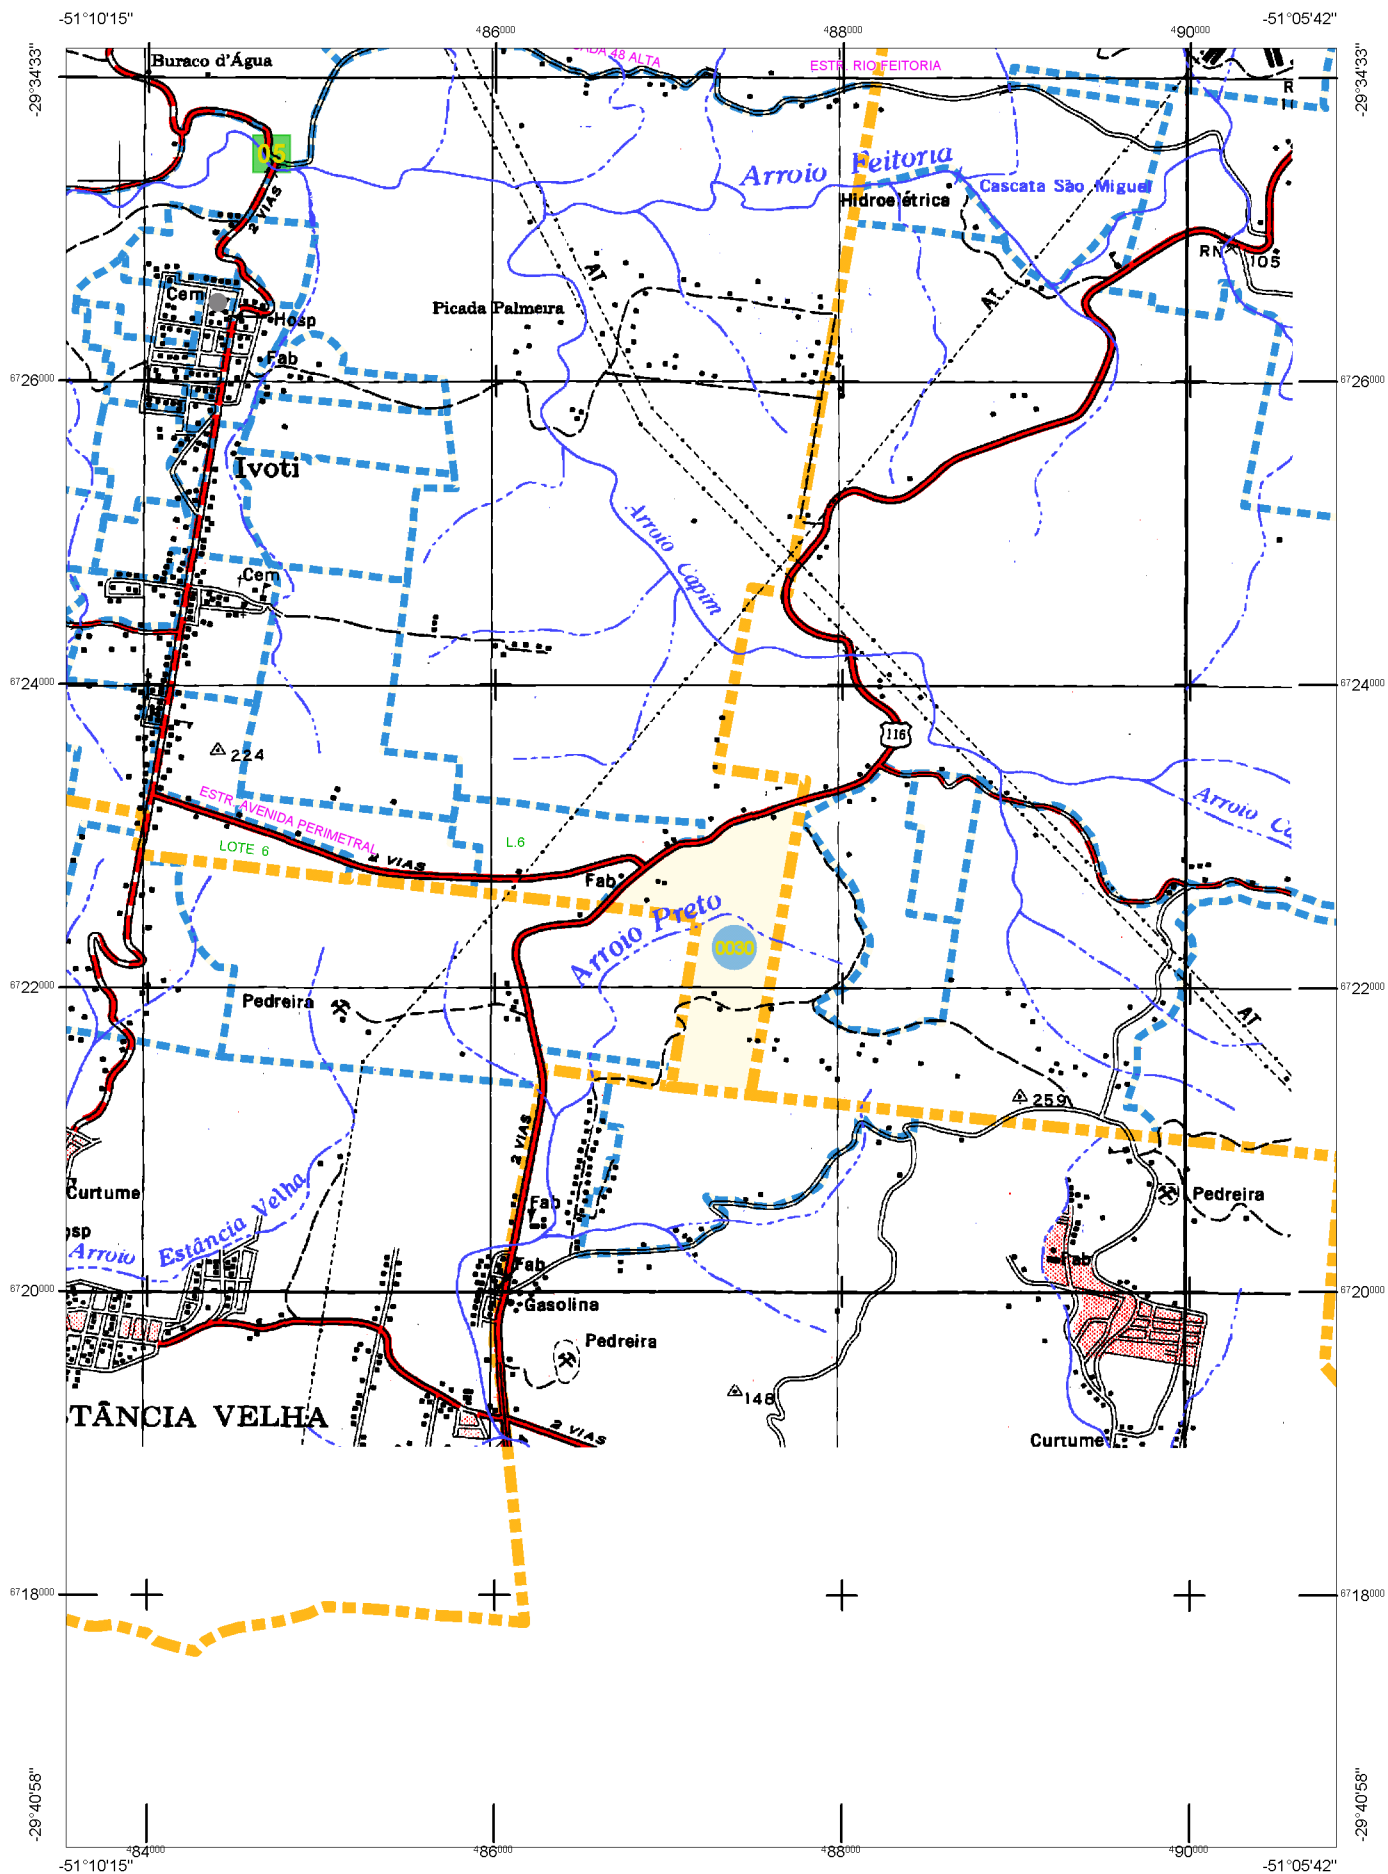 -51°10'15"
486000
488000
490000
-51°05'42"
-29°34'33"
-29°34'33"
Buraco d'Água
ADA 48 ALTA
ESTR. RIO FEITORIA
R
05
2 VIAS
Arroio Feitoria
Cascata São Miguel
Hidroelétrica
RN
105
AT
AT
Cem
Hosp
Picada Palmeira
Fab
6726000
6726000
Ivoti
Arroio Capim
Cem
6724000
6724000
224
116
ESTR. AVENIDA PERIMETRAL
LOTE 6
2 VIAS
L.6
Arroio Ca
Fab
Arroio Preto
0030
6722000
6722000
Pedreira
AT
259
2 VIAS
Curtume
osp
Arroio Estância Velha
Fab
Pedreira
Fab
Fab
6720000
6720000
Gasolina
Pedreira
148
TÂNCIA VELHA
2 VIAS
Curtume
6718000
6718000
-29°40'58"
-29°40'58"
484000
486000
488000
490000
-51°10'15"
-51°05'42"